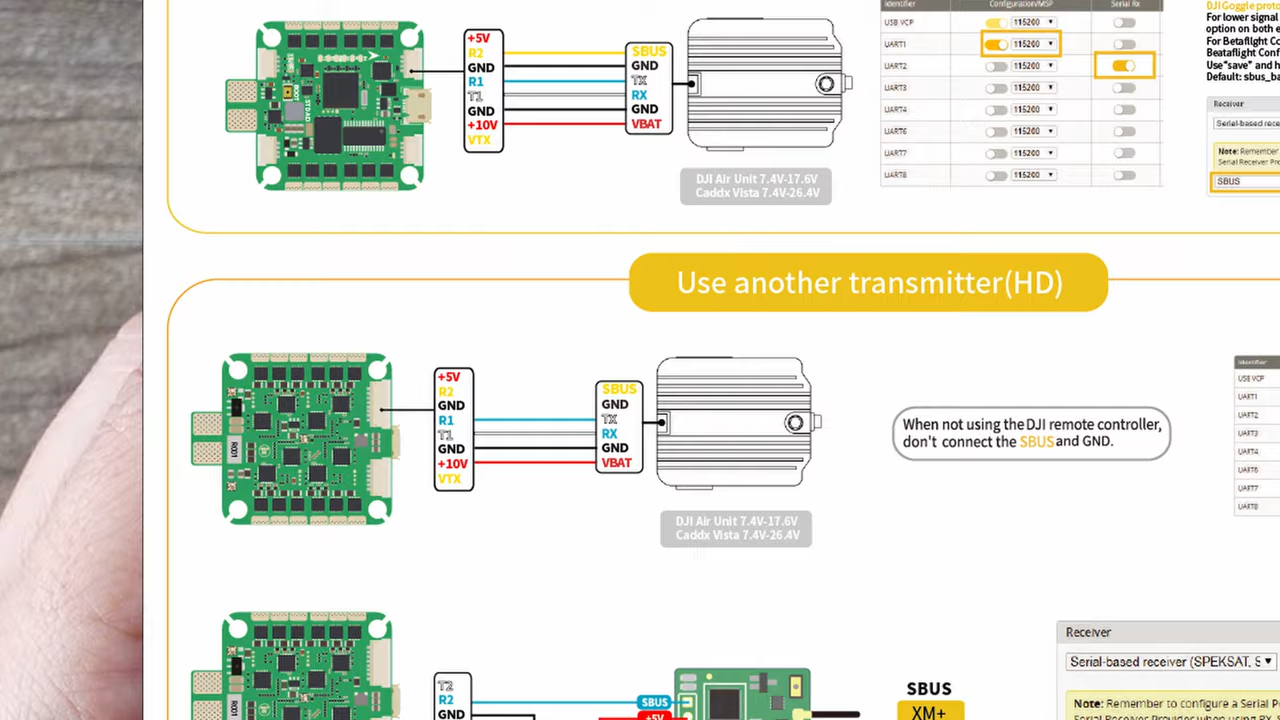 Identifier Configuration/MSP Serial Rx
USB VCP 115200
UART1 115200
UART2 115200
UART3 115200
UART4 115200
UART6 115200
UART7 115200
UART8 115200
+5V
R2
GND
R1
T1
GND
+10V
VTX
SBUS
GND
TX
RX
GND
VBAT
DJI Air Unit 7.4V-17.6V
Caddx Vista 7.4V-26.4V
DJI Goggle
For lower signal
option on both
For Betaflight
Use "save" and
Default:
Receiver
Note: Remember
Serial Receiver
SBUS
Use another transmitter(HD)
+5V
R2
GND
R1
T1
GND
+10V
VTX
SBUS
GND
TX
RX
GND
VBAT
DJI Air Unit 7.4V-17.6V
Caddx Vista 7.4V-26.4V
When not using the DJI remote controller,
don't connect the SBUS and GND.
Identifier
USB VCP
UART1
UART2
UART3
UART4
UART6
UART7
UART8
R001
T2
R2
GND
SBUS
+5V
SBUS
XM+
Receiver
Serial-based receiver (SPEKSAT, S
Note: Remember to configure a Serial
R001